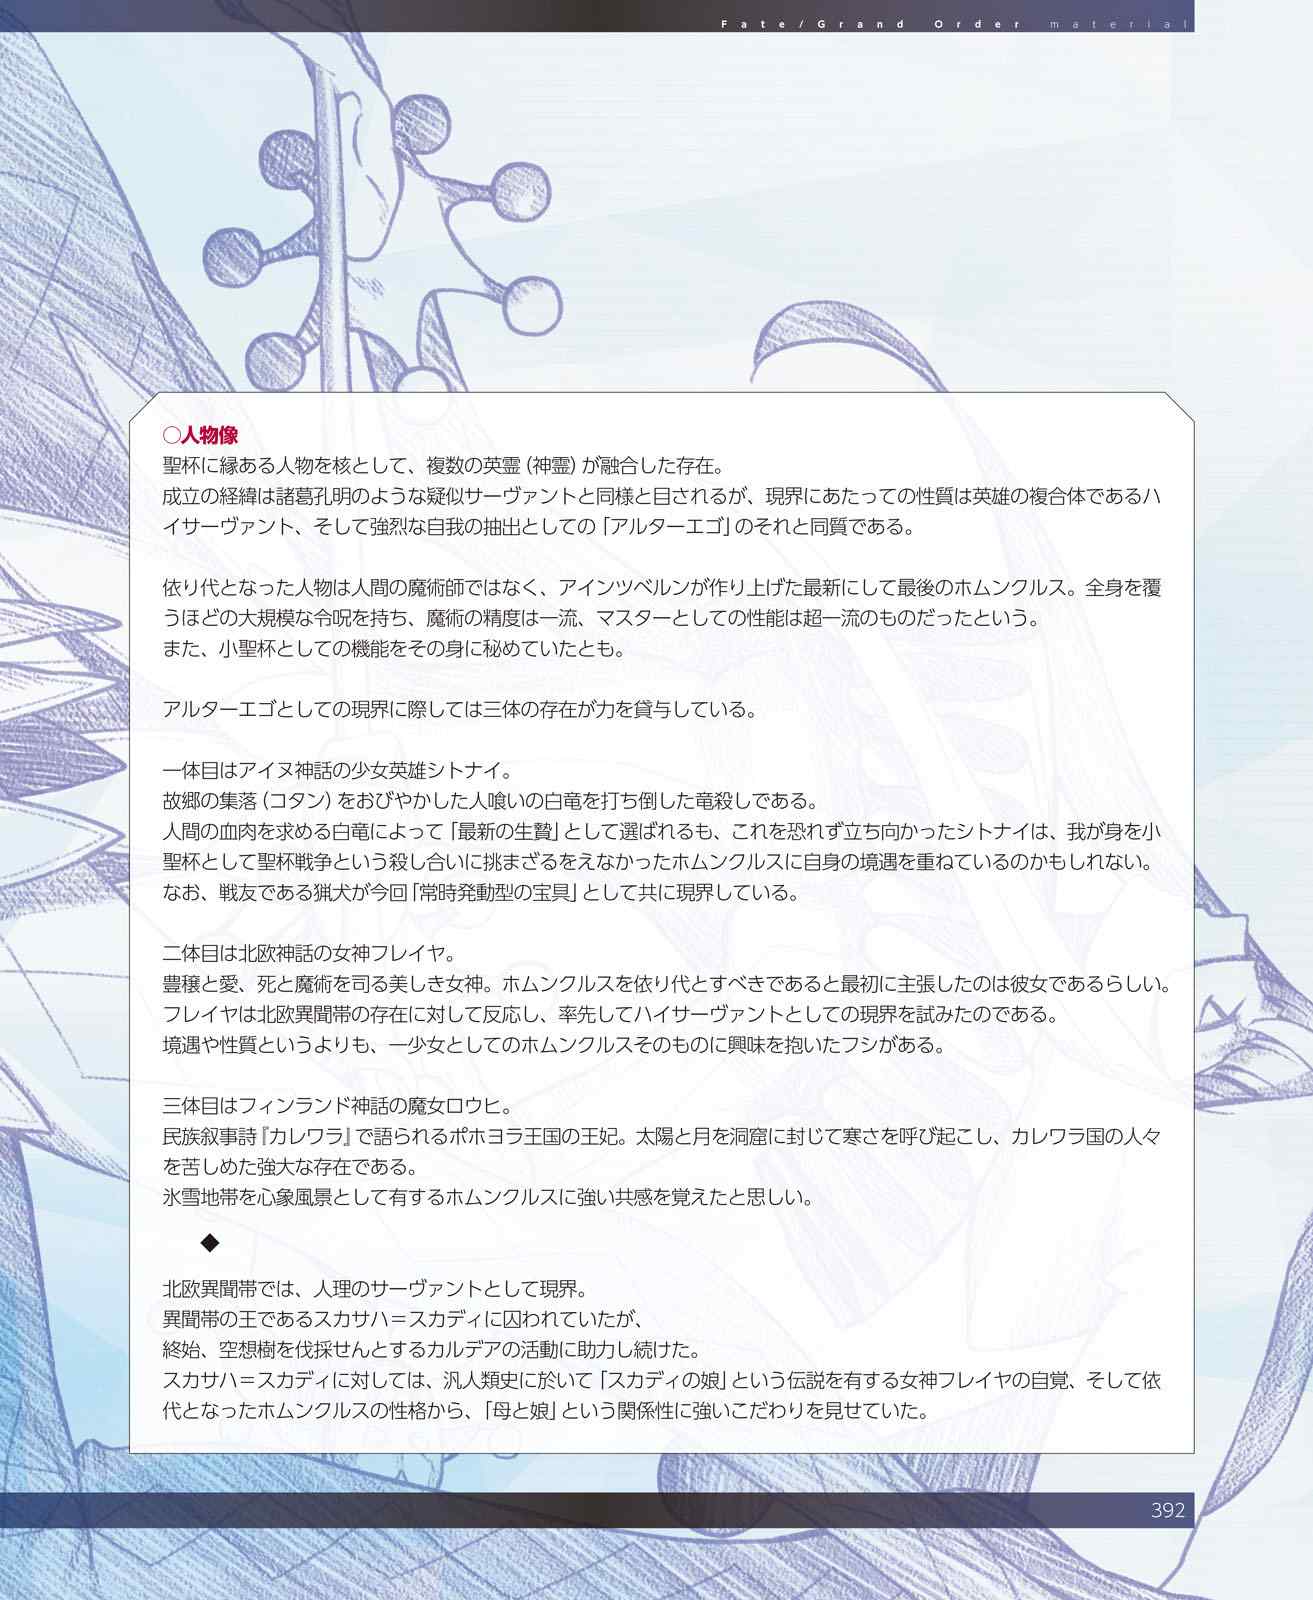 Fate/Grand Order material
○人物像
聖杯に縁ある人物を核として、複数の英霊（神霊）が融合した存在。
成立の経緯は諸葛孔明のような疑似サーヴァントと同様と目されるが、現界にあたっての性質は英雄の複合体であるハ
イサーヴァント、そして強烈な自我の抽出としての「アルターエゴ」のそれと同質である。
依り代となった人物は人間の魔術師ではなく、アインツベルンが作り上げた最新にして最後のホムンクルス。全身を覆
うほどの大規模な令呪を持ち、魔術の精度は一流、マスターとしての性能は超一流のものだったという。
また、小聖杯としての機能をその身に秘めていたとも。
アルターエゴとしての現界に際しては三体の存在が力を貸与している。
一体目はアイヌ神話の少女英雄シトナイ。
故郷の集落（コタン）をおびやかした人喰いの白竜を打ち倒した竜殺しである。
人間の血肉を求める白竜によって「最新の生贄」として選ばれるも、これを恐れず立ち向かったシトナイは、我が身を小
聖杯として聖杯戦争という殺し合いに挑まざるをえなかったホムンクルスに自身の境遇を重ねているのかもしれない。
なお、戦友である猟犬が今回「常時発動型の宝具」として共に現界している。
二体目は北欧神話の女神フレイヤ。
豊穣と愛、死と魔術を司る美しき女神。ホムンクルスを依り代とすべきであると最初に主張したのは彼女であるらしい。
フレイヤは北欧異聞帯の存在に対して反応し、率先してハイサーヴァントとしての現界を試みたのである。
境遇や性質というよりも、一少女としてのホムンクルスそのものに興味を抱いたフシがある。
三体目はフィンランド神話の魔女ロウヒ。
民族叙事詩『カレワラ』で語られるポホヨラ王国の王妃。太陽と月を洞窟に封じて寒さを呼び起こし、カレワラ国の人々
を苦しめた強大な存在である。
氷雪地帯を心象風景として有するホムンクルスに強い共感を覚えたと思しい。
◆
北欧異聞帯では、人理のサーヴァントとして現界。
異聞帯の王であるスカサハ＝スカディに囚われていたが、
終始、空想樹を伐採せんとするカルデアの活動に助力し続けた。
スカサハ＝スカディに対しては、汎人類史に於いて「スカディの娘」という伝説を有する女神フレイヤの自覚、そして依
代となったホムンクルスの性格から、「母と娘」という関係性に強いこだわりを見せていた。
392